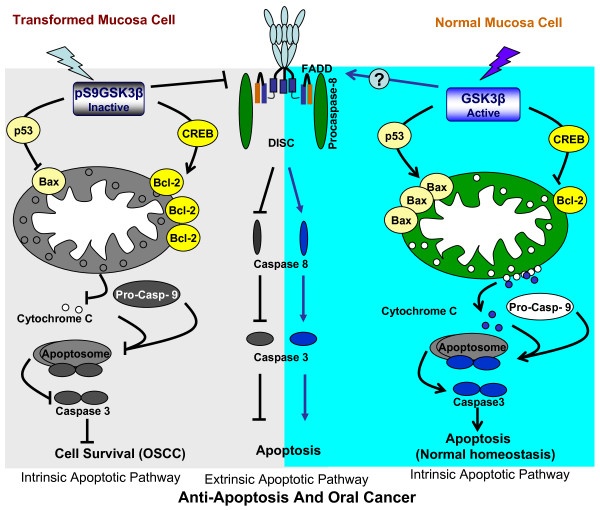 Transformed Mucosa Cell
Normal Mucosa Cell
FADD
Procaspase-8
DISC
?
pS9GSK3β
Inactive
p53
CREB
Bax
Bcl-2
Bcl-2
Bcl-2
Cytochrome C
Pro-Casp- 9
Apoptosome
Caspase 3
Cell Survival (OSCC)
Caspase 8
Caspase 3
Apoptosis
GSK3β
Active
p53
CREB
Bax
Bax
Bax
Bcl-2
Cytochrome C
Pro-Casp- 9
Apoptosome
Caspase3
Apoptosis
(Normal homeostasis)
Intrinsic Apoptotic Pathway
Extrinsic Apoptotic Pathway
Intrinsic Apoptotic Pathway
Anti-Apoptosis And Oral Cancer